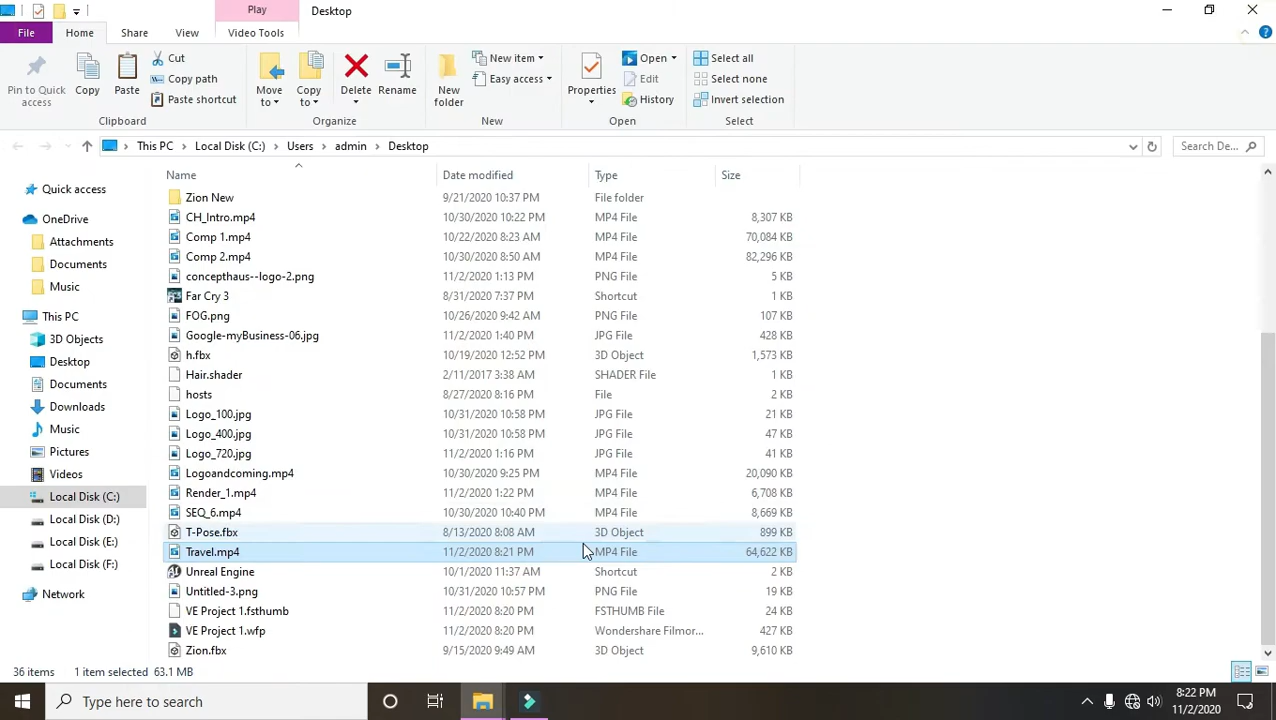 Play
Desktop
File Home Share View Video Tools
Pin to Quick access
Copy
Paste
Cut
Copy path
Paste shortcut
Clipboard
Move to
Copy to
Delete
Rename
Organize
New folder
New item
Easy access
New
Properties
Open
Edit
History
Open
Select all
Select none
Invert selection
Select
This PC Local Disk (C:) Users admin Desktop
Search De...
Quick access
OneDrive
Attachments
Documents
Music
This PC
3D Objects
Desktop
Documents
Downloads
Music
Pictures
Videos
Local Disk (C:)
Local Disk (D:)
Local Disk (E:)
Local Disk (F:)
Network
Name Date modified Type Size
Zion New 9/21/2020 10:37 PM File folder
CH_Intro.mp4 10/30/2020 10:22 PM MP4 File 8,307 KB
Comp 1.mp4 10/22/2020 8:23 AM MP4 File 70,084 KB
Comp 2.mp4 10/30/2020 8:50 AM MP4 File 82,296 KB
concepthaus--logo-2.png 11/2/2020 1:13 PM PNG File 5 KB
Far Cry 3 8/31/2020 7:37 PM Shortcut 1 KB
FOG.png 10/26/2020 9:42 AM PNG File 107 KB
Google-myBusiness-06.jpg 11/2/2020 1:40 PM JPG File 428 KB
h.fbx 10/19/2020 12:52 PM 3D Object 1,573 KB
Hair.shader 2/11/2017 3:38 AM SHADER File 1 KB
hosts 8/27/2020 8:16 PM File 2 KB
Logo_100.jpg 10/31/2020 10:58 PM JPG File 21 KB
Logo_400.jpg 10/31/2020 10:58 PM JPG File 47 KB
Logo_720.jpg 11/2/2020 1:16 PM JPG File 41 KB
Logoandcoming.mp4 10/30/2020 9:25 PM MP4 File 20,090 KB
Render_1.mp4 11/2/2020 1:22 PM MP4 File 6,708 KB
SEQ_6.mp4 10/30/2020 10:40 PM MP4 File 8,669 KB
T-Pose.fbx 8/13/2020 8:08 AM 3D Object 899 KB
Travel.mp4 11/2/2020 8:21 PM MP4 File 64,622 KB
Unreal Engine 10/1/2020 11:37 AM Shortcut 2 KB
Untitled-3.png 10/31/2020 10:57 PM PNG File 19 KB
VE Project 1.fsthumb 11/2/2020 8:20 PM FSTHUMB File 24 KB
VE Project 1.wfp 11/2/2020 8:20 PM Wondershare Filmor... 427 KB
Zion.fbx 9/15/2020 9:49 AM 3D Object 9,610 KB
36 items 1 item selected 63.1 MB
Type here to search
8:22 PM
11/2/2020